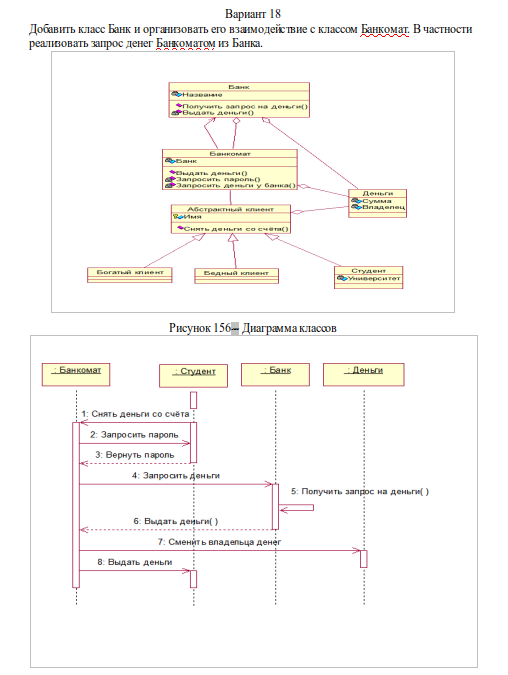 Вариант 18
Добавить класс Банк и организовать его взаимодействие с классом Банкомат. В частности
реализовать запрос денег Банкоматом из Банка.
Банк
Название
Получить запрос на деньги()
Выдать деньги()
Банкомат
Банк
Выдать деньги()
Запросить пароль()
Запросить деньги у банка()
Деньги
Сумма
Владелец
Абстрактный клиент
Имя
Снять деньги со счёта()
Богатый клиент
Бедный клиент
Студент
Университет
Рисунок 156 – Диаграмма классов
: Банкомат
: Студент
: Банк
: Деньги
1: Снять деньги со счёта
2: Запросить пароль
3: Вернуть пароль
4: Запросить деньги
5: Получить запрос на деньги( )
6: Выдать деньги( )
7: Сменить владельца денег
8: Выдать деньги